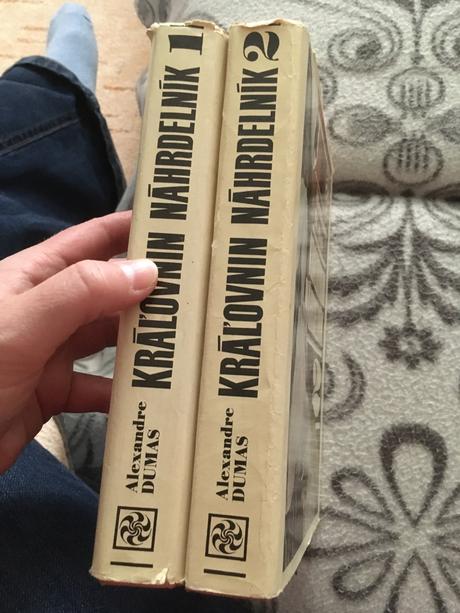 Alexandre
DUMAS
KRÁĽOVNIN NÁHRDELNÍK 1
Alexandre
DUMAS
KRÁĽOVNIN NÁHRDELNÍK 2